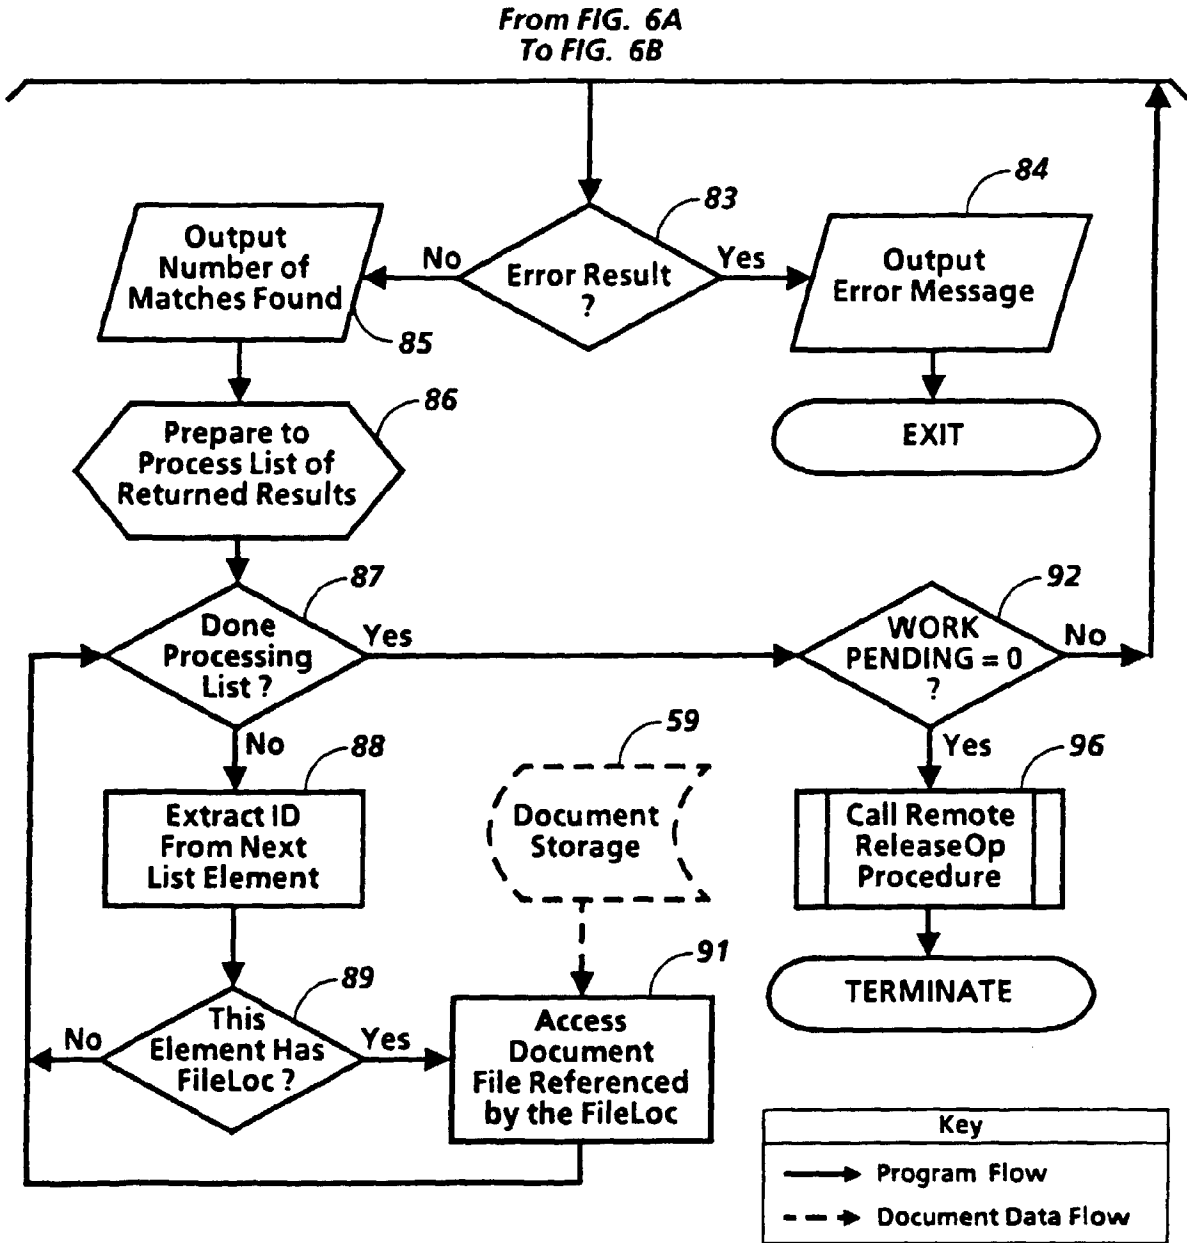 From FIG. 6A
To FIG. 6B
83
84
Output
Number of
Matches Found
No
Error Result
?
Yes
Output
Error Message
85
86
Prepare to
Process List of
Returned Results
EXIT
87
Done
Processing
List ?
Yes
92
WORK
PENDING = 0
?
No
No
88
59
Yes
96
Extract ID
From Next
List Element
Document
Storage
Call Remote
ReleaseOp
Procedure
89
91
This
Element Has
FileLoc ?
No
Yes
Access
Document
File Referenced
by the FileLoc
TERMINATE
Key
Program Flow
Document Data Flow